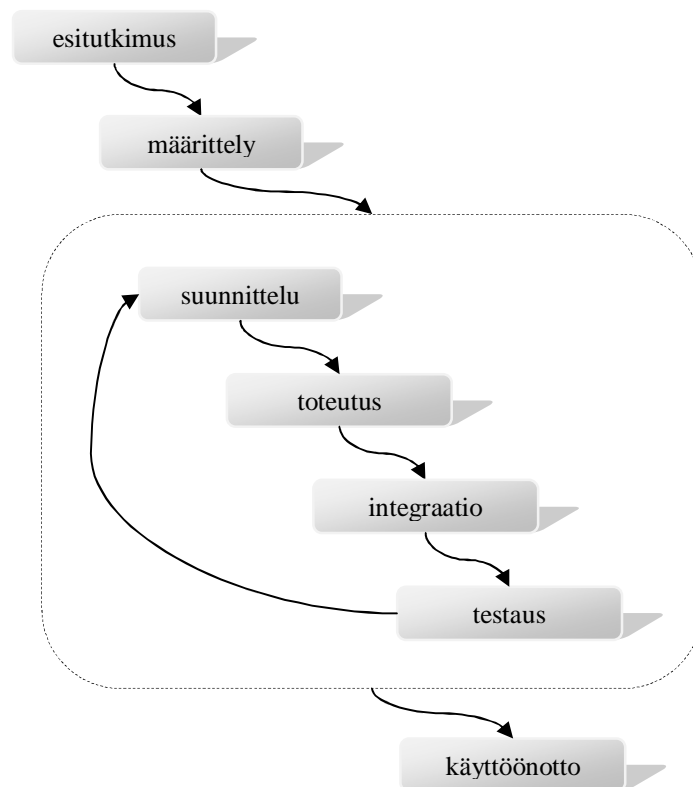 esitutkimus
määrittely
suunnittelu
toteutus
integraatio
testaus
käyttöönotto